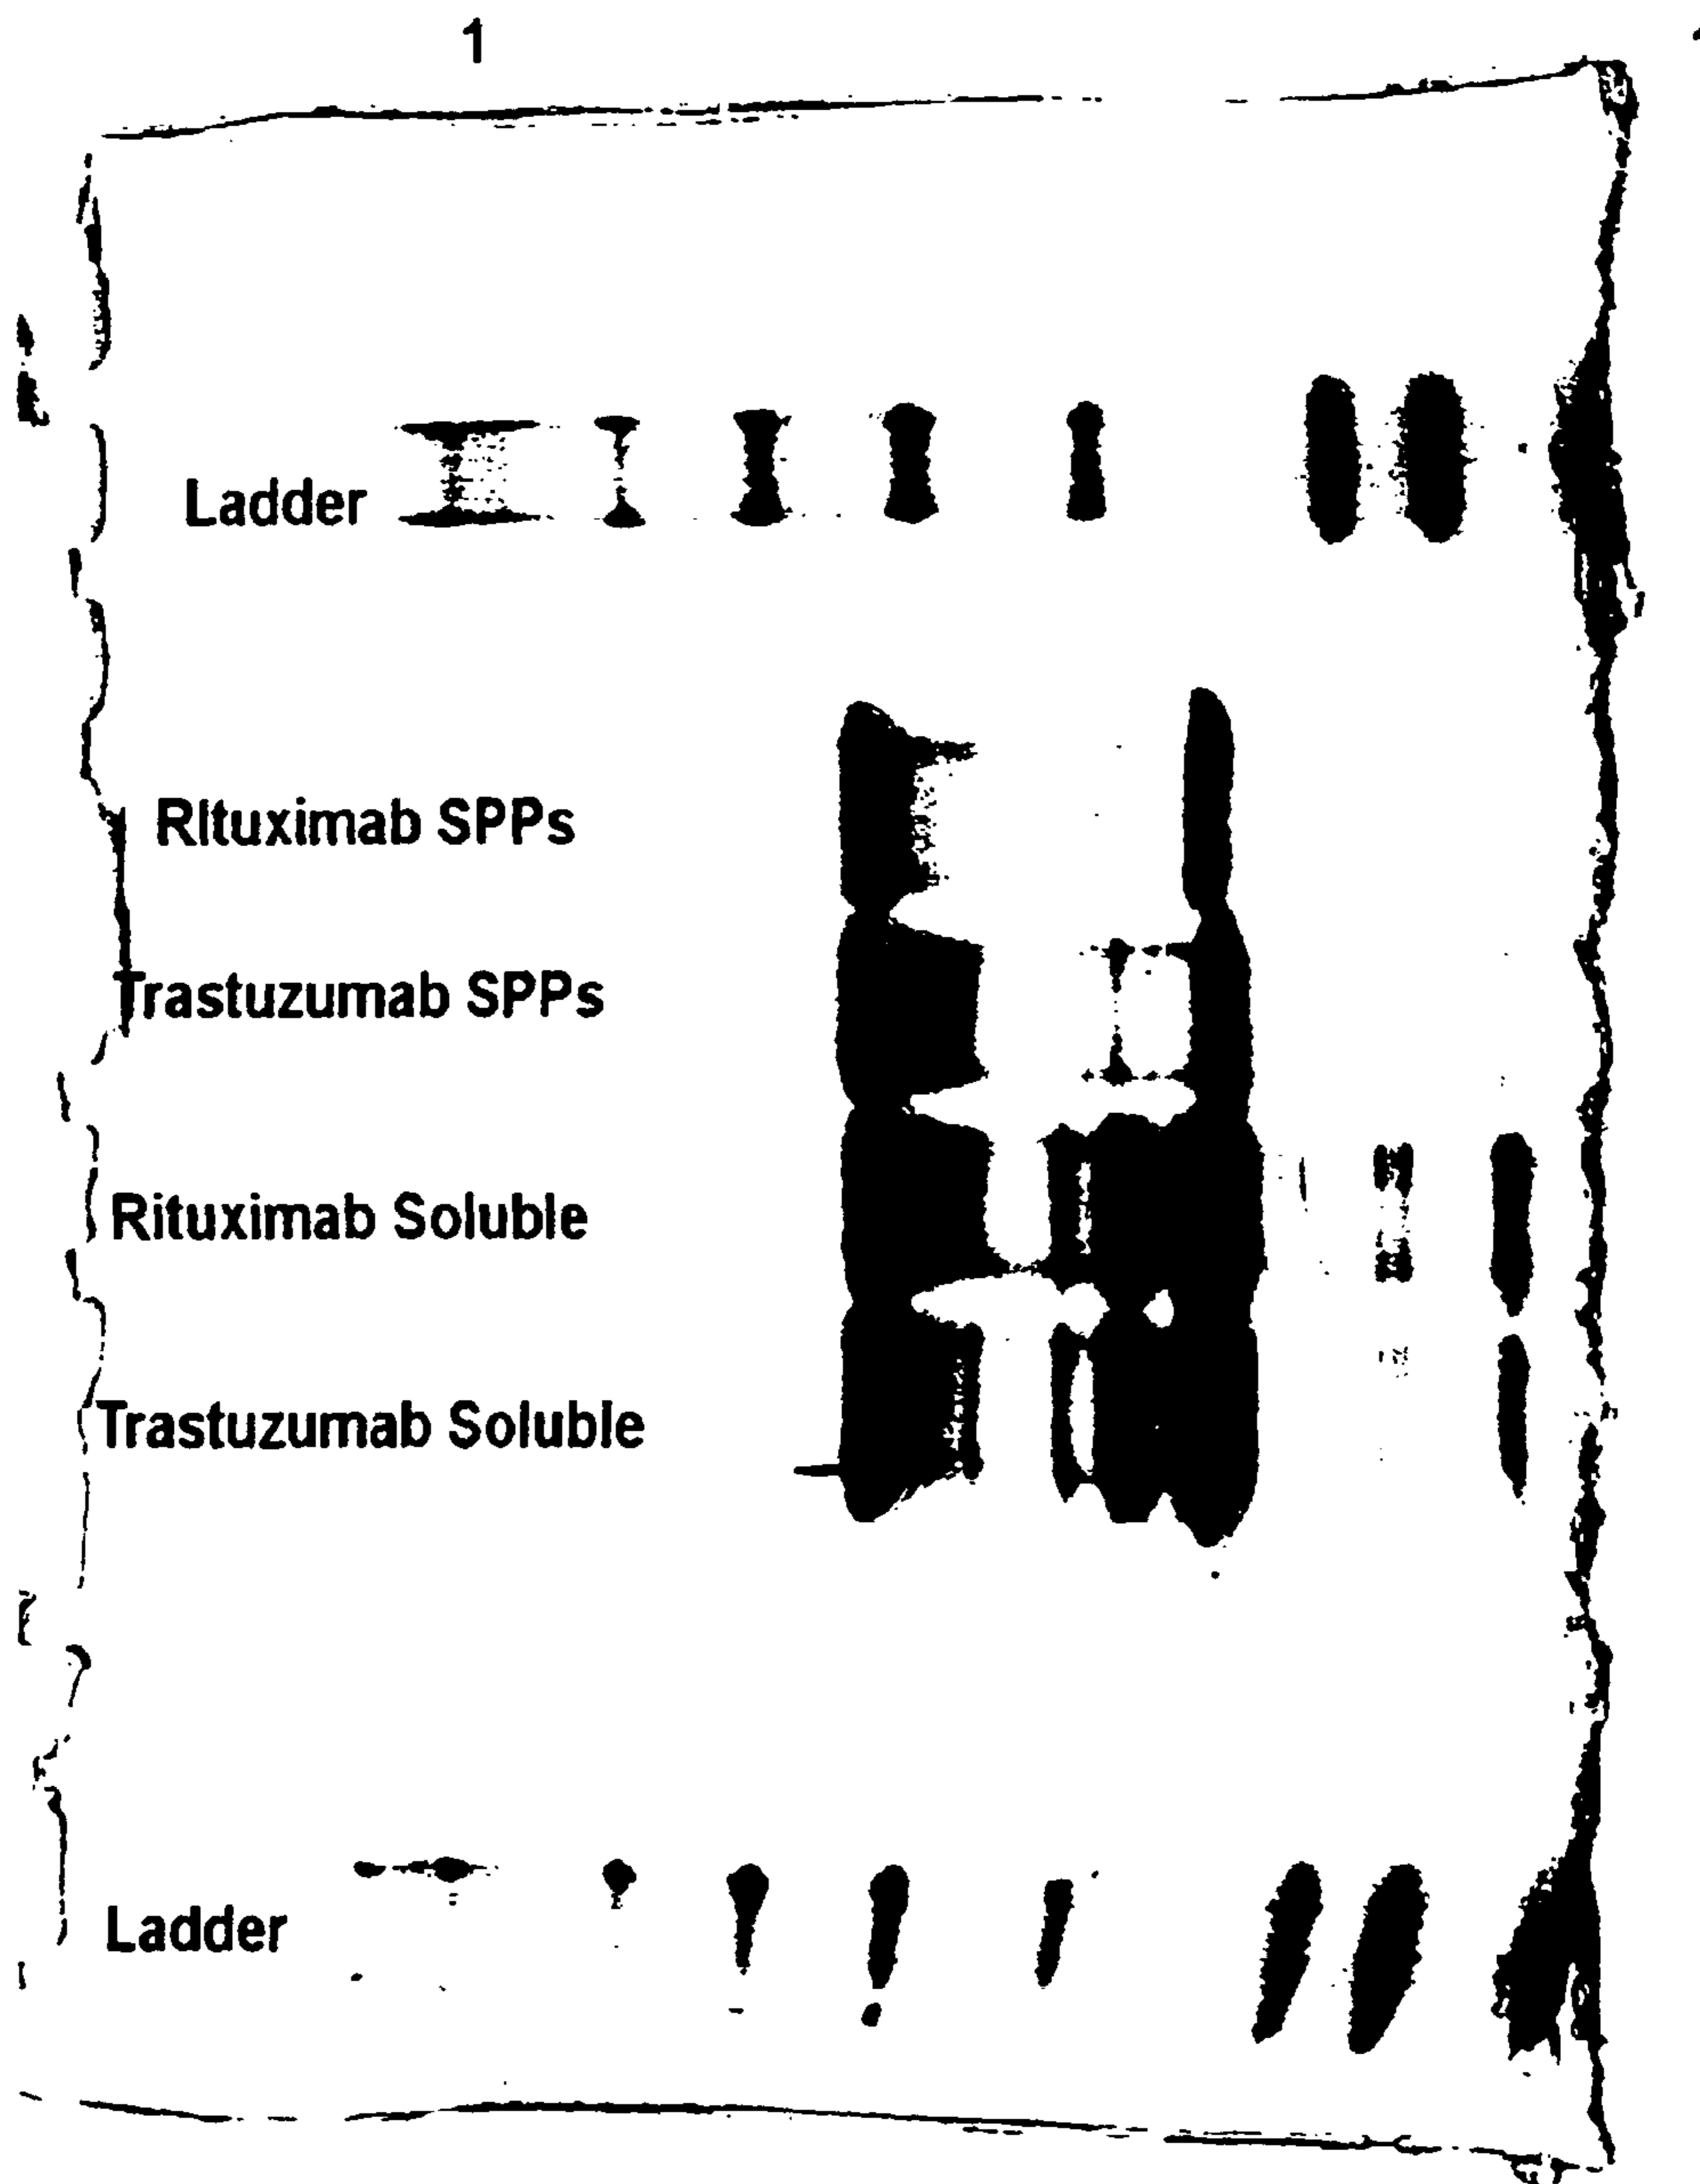 1
Ladder
RItuximab SPPs
Trastuzumab SPPs
Rituximab Soluble
Trastuzumab Soluble
Ladder